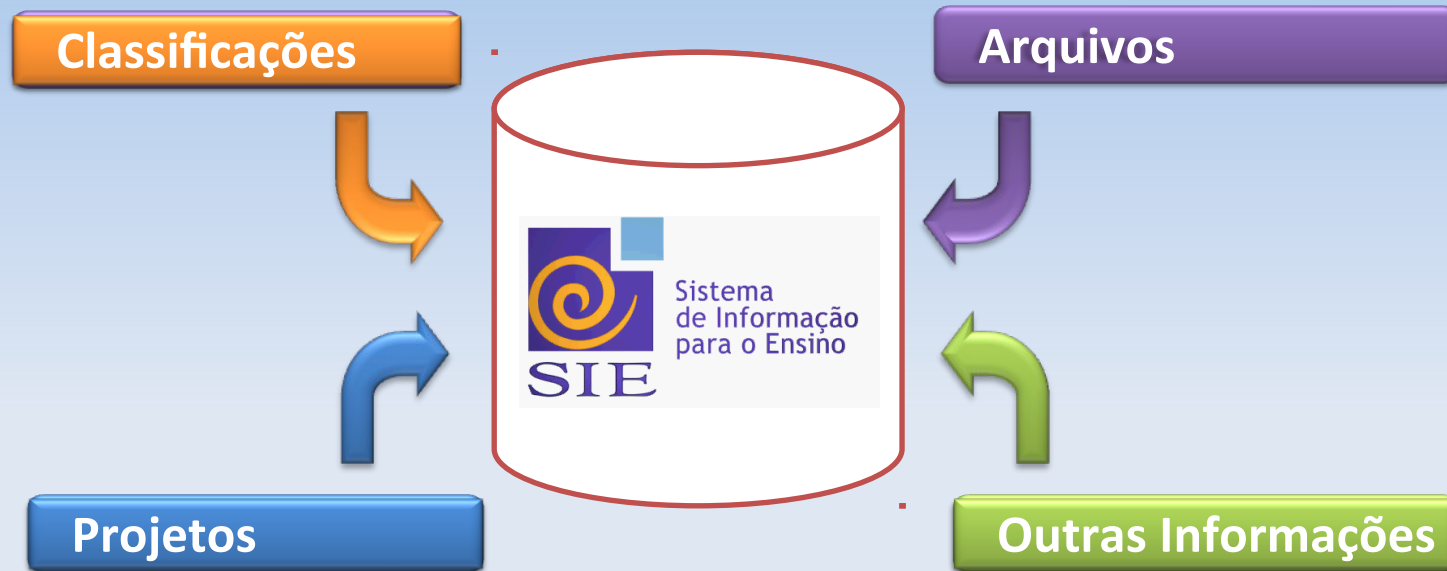 Classificações
Arquivos
Sistema
de Informação
para o Ensino
SIE
Projetos
Outras Informações